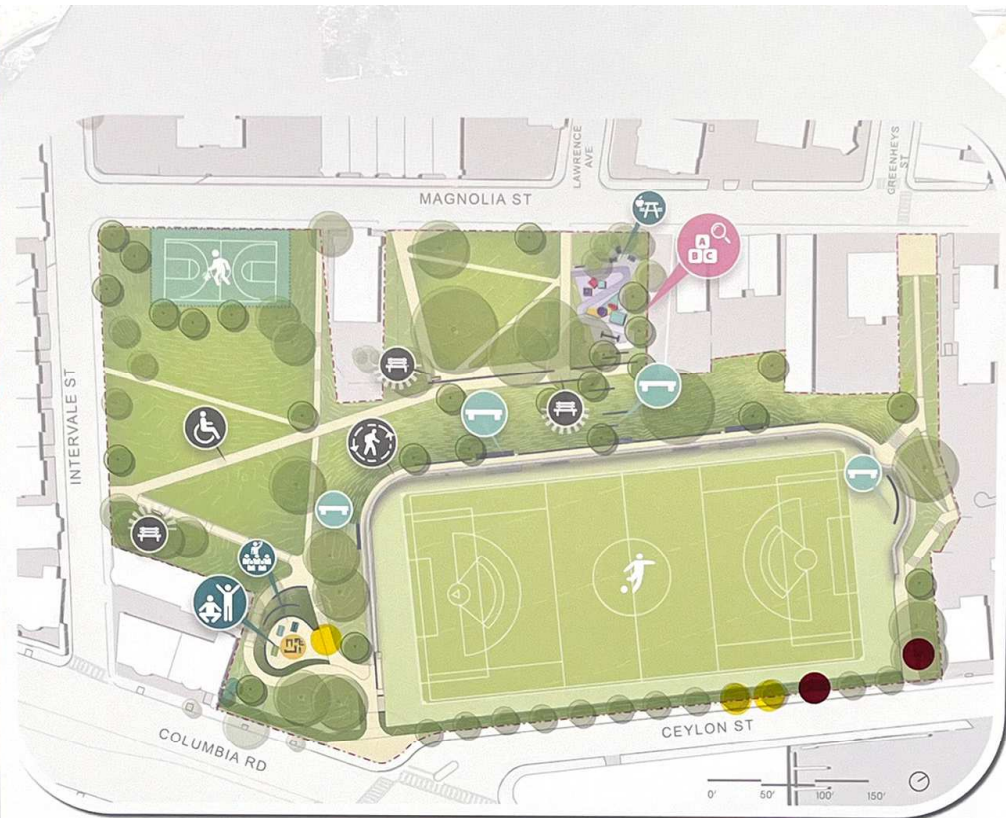 LAWRENCE
AVE
GREENHEYS
ST
MAGNOLIA ST
A
B C
INTERVALE ST
CEYLON ST
COLUMBIA RD
0' 50' 100' 150'